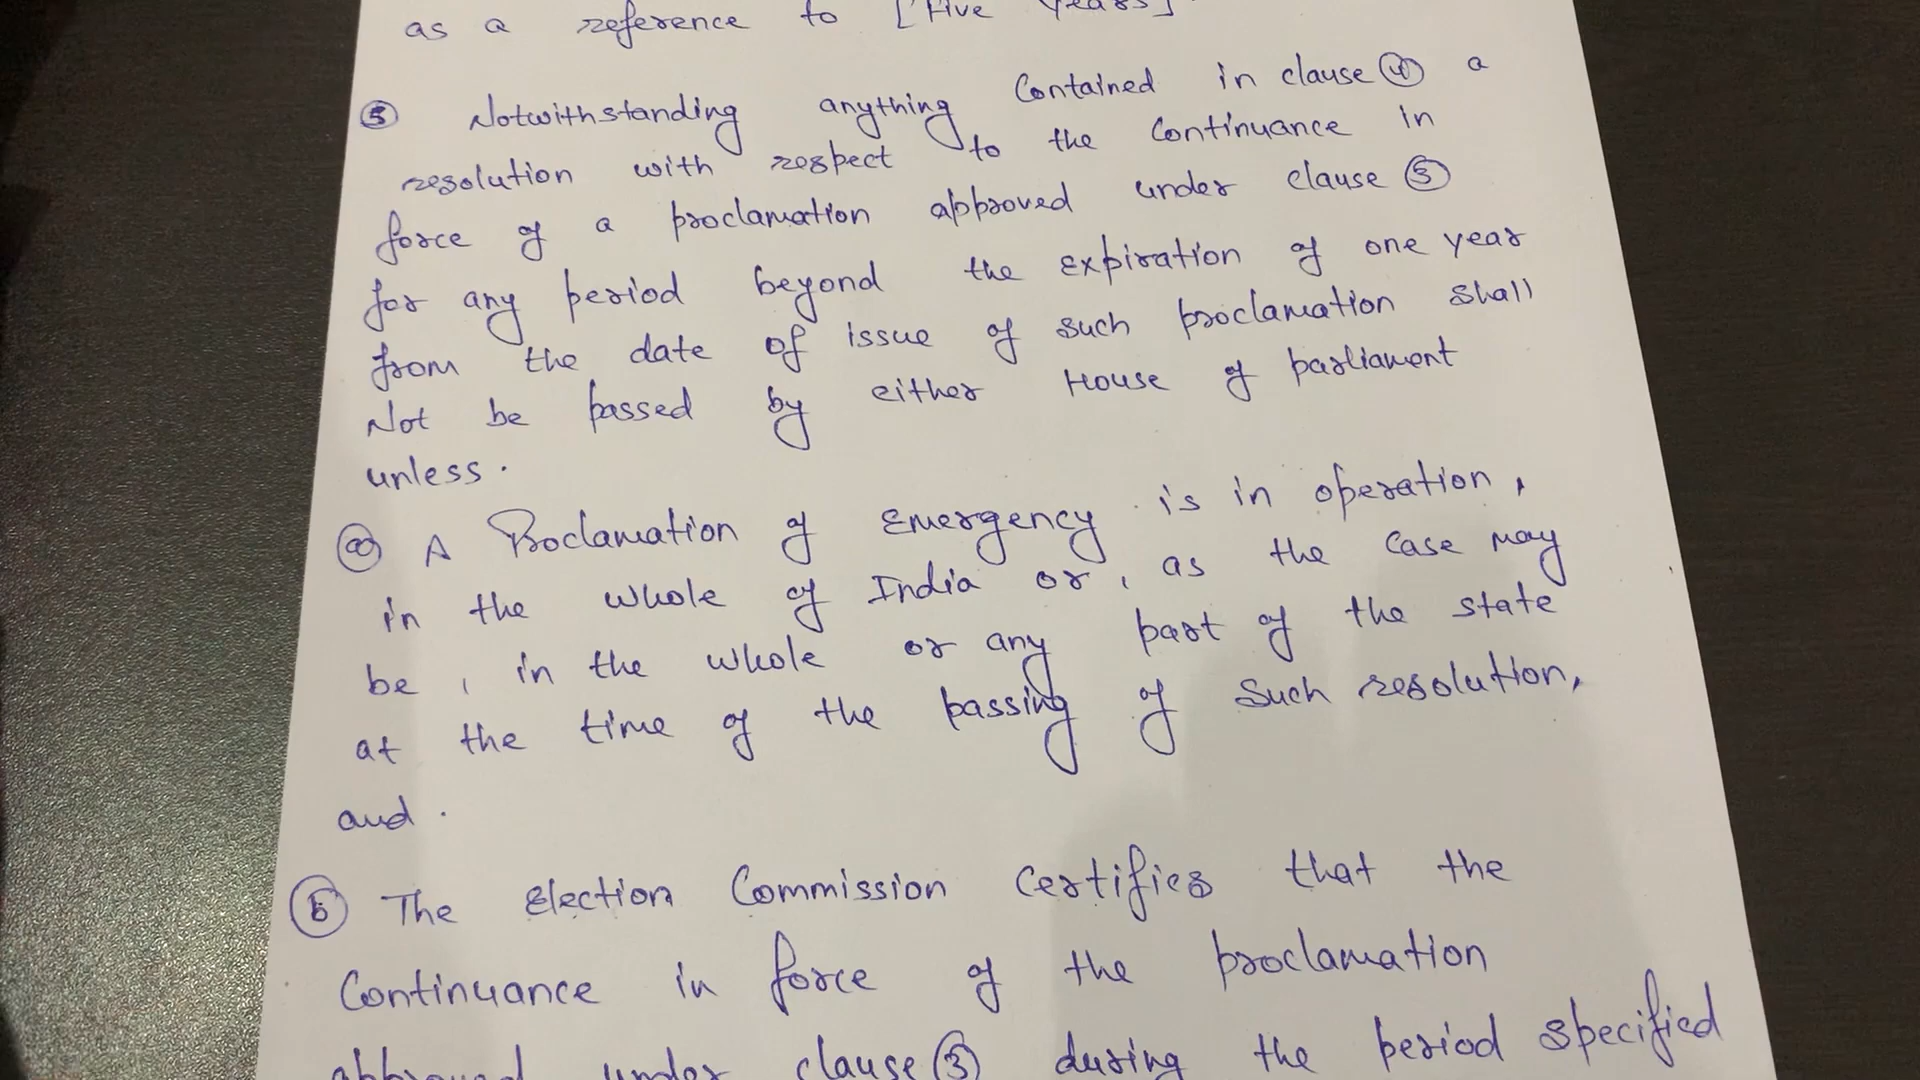 as a reference to [Five years]
⑤ Notwithstanding anything Contained in clause ④ a
resolution with respect to the Continuance in
force of a proclamation approved under clause ③
for any period beyond the expiration of one year
from the date of issue of such proclamation shall
Not be passed by either House of parliament
unless.
ⓐ A Proclamation of Emergency is in operation,
in the whole of India or, as the Case may
be, in the whole or any part of the state
at the time of the passing of Such resolution,
and.
ⓑ The Election Commission Certifies that the
Continuance in force of the proclamation
approved under clause ③ during the period specified